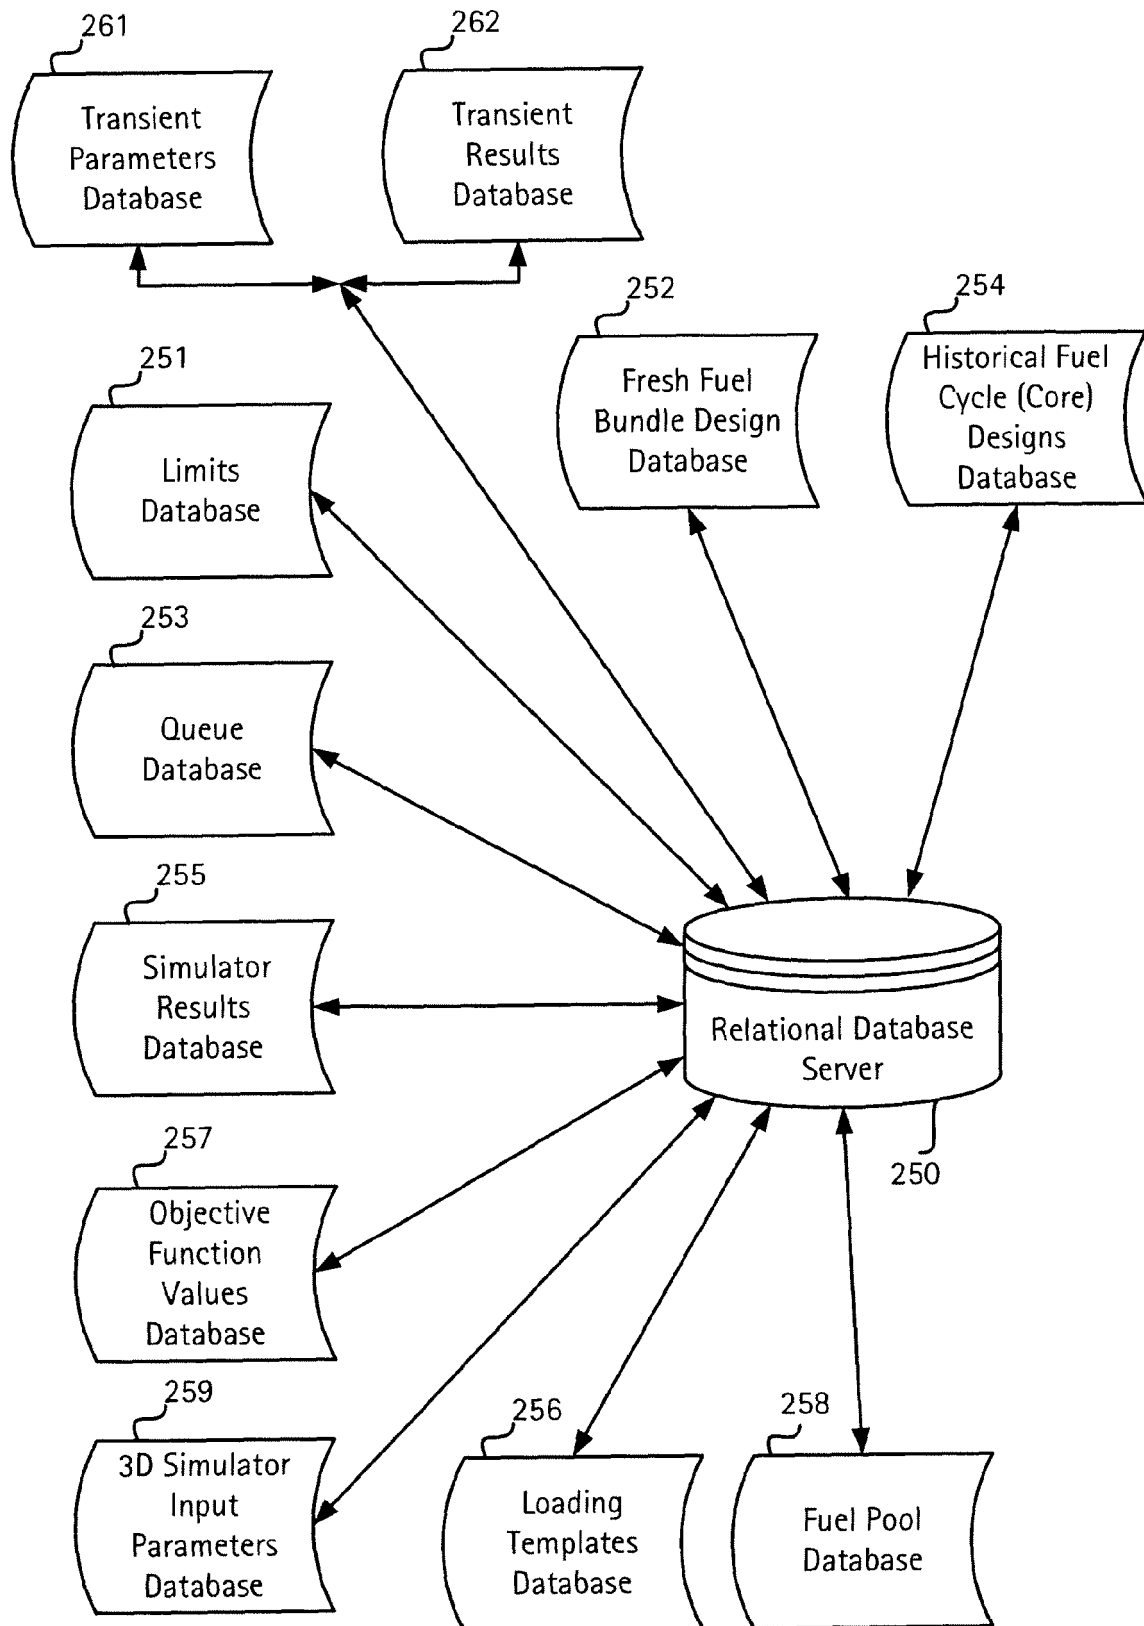 261
Transient
Parameters
Database
262
Transient
Results
Database
252
Fresh Fuel
Bundle Design
Database
254
Historical Fuel
Cycle (Core)
Designs
Database
251
Limits
Database
253
Queue
Database
255
Simulator
Results
Database
Relational Database
Server
250
257
Objective
Function
Values
Database
259
3D Simulator
Input
Parameters
Database
256
Loading
Templates
Database
258
Fuel Pool
Database